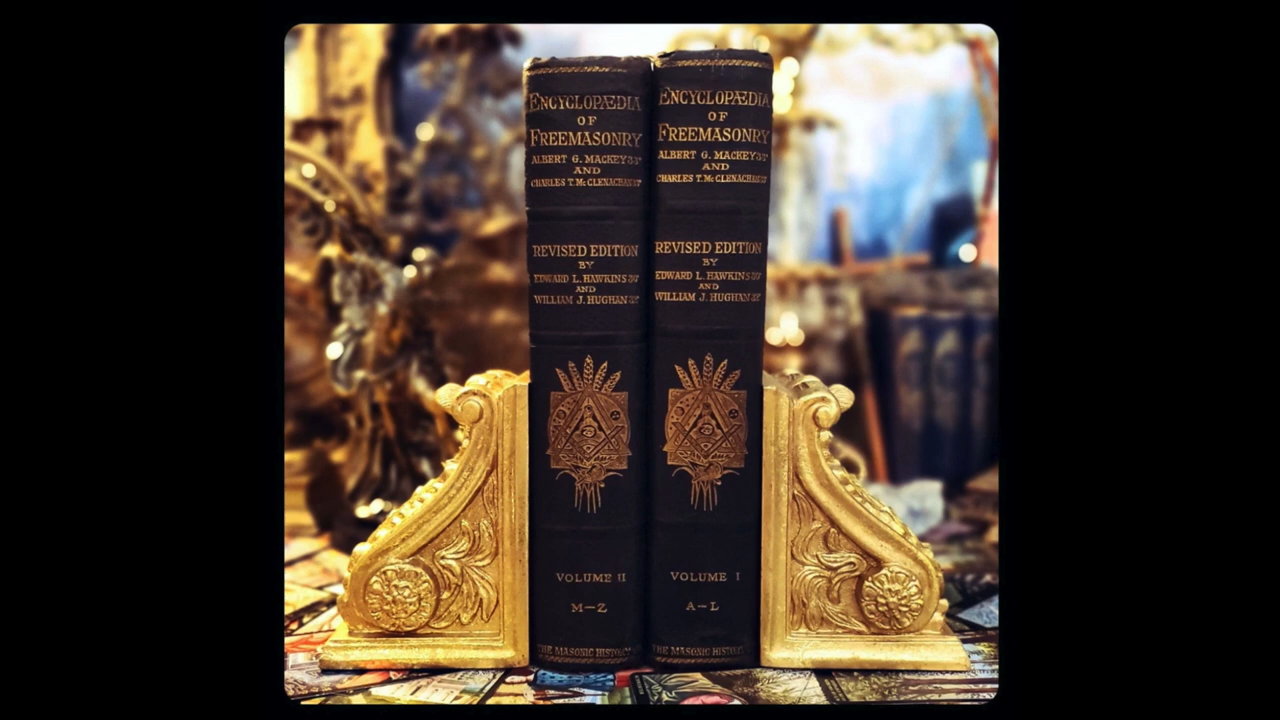 ENCYCLOPÆDIA
OF
FREEMASONRY
ALBERT G. MACKEY 33°
AND
CHARLES T. McCLENACHAN 33°
REVISED EDITION
BY
EDWARD L. HAWKINS 30°
AND
WILLIAM J. HUGHAN 32°
VOLUME II
M—Z
THE MASONIC HISTORY
ENCYCLOPÆDIA
OF
FREEMASONRY
ALBERT G. MACKEY 33°
AND
CHARLES T. McCLENACHAN 33°
REVISED EDITION
BY
EDWARD L. HAWKINS 30°
AND
WILLIAM J. HUGHAN 32°
VOLUME I
A—L
THE MASONIC HISTORY